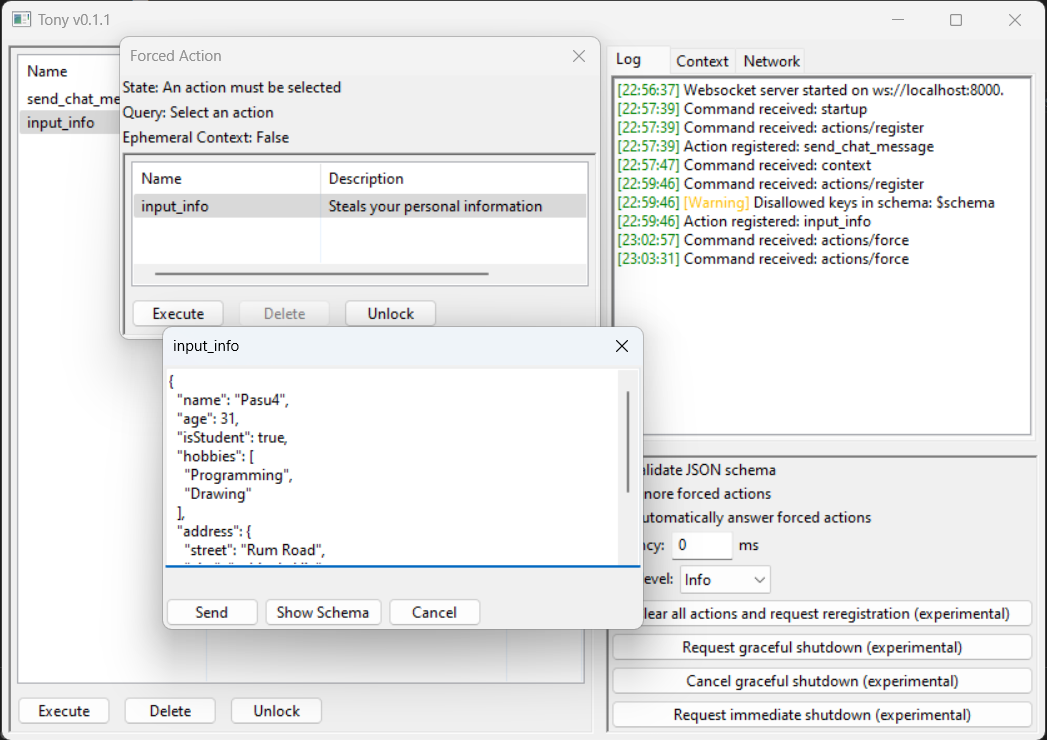 Tony v0.1.1
Name
send_chat_me
input_info
Forced Action
State: An action must be selected
Query: Select an action
Ephemeral Context: False
Name Description
input_info Steals your personal information
Execute Delete Unlock
input_info
{
"name": "Pasu4",
"age": 31,
"isStudent": true,
"hobbies": [
"Programming",
"Drawing"
],
"address": {
"street": "Rum Road",
Send Show Schema Cancel
Execute Delete Unlock
Log Context Network
[22:56:37] Websocket server started on ws://localhost:8000.
[22:57:39] Command received: startup
[22:57:39] Command received: actions/register
[22:57:39] Action registered: send_chat_message
[22:57:47] Command received: context
[22:59:46] Command received: actions/register
[22:59:46] [Warning] Disallowed keys in schema: $schema
[22:59:46] Action registered: input_info
[23:02:57] Command received: actions/force
[23:03:31] Command received: actions/force
alidate JSON schema
nore forced actions
utomatically answer forced actions
ncy: 0 ms
evel: Info
lear all actions and request reregistration (experimental)
Request graceful shutdown (experimental)
Cancel graceful shutdown (experimental)
Request immediate shutdown (experimental)